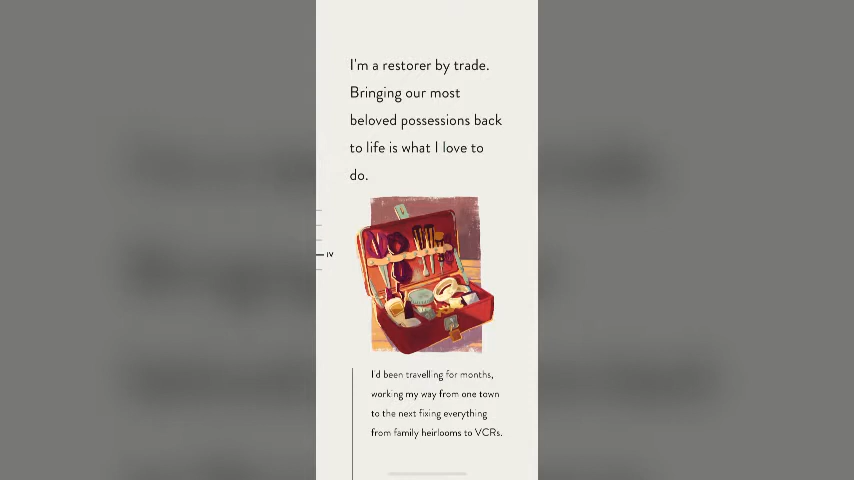 I'm a restorer by trade.
Bringing our most
beloved possessions back
to life is what I love to
do.
IV
I'd been travelling for months,
working my way from one town
to the next fixing everything
from family heirlooms to VCRs.